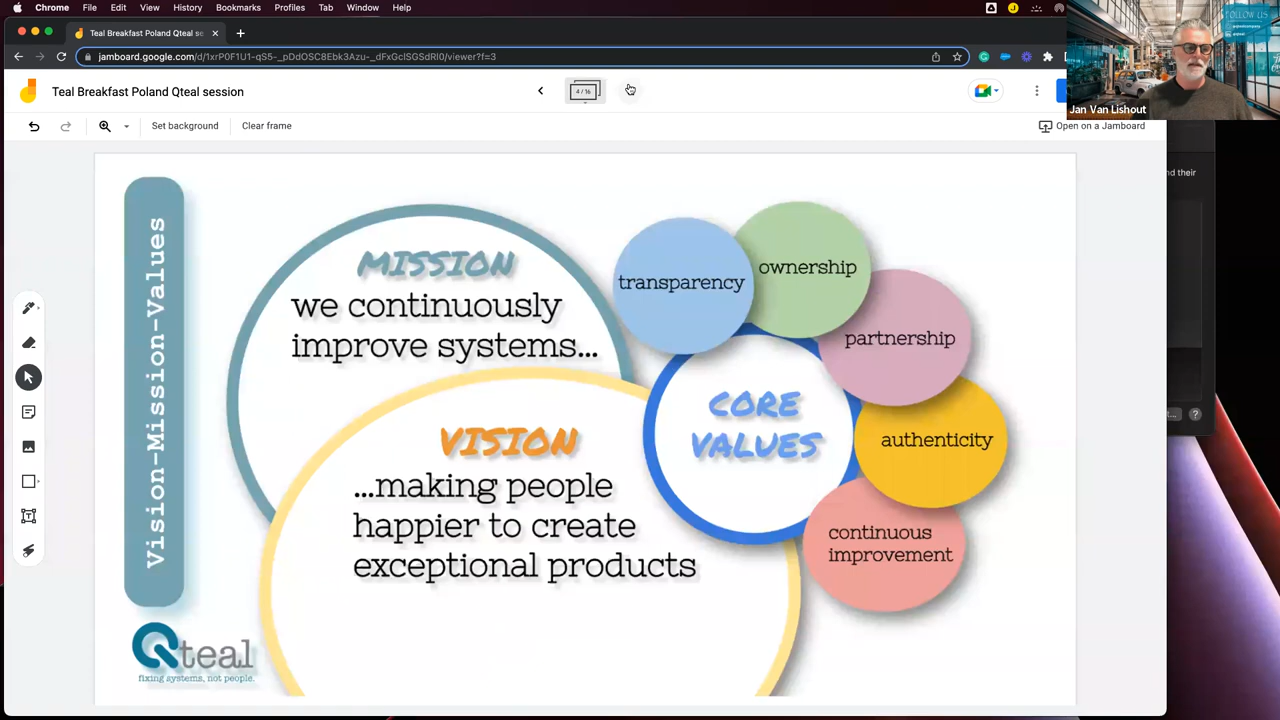 Chrome File Edit View History Bookmarks Profiles Tab Window Help
Teal Breakfast Poland Qteal se
jamboard.google.com/d/1xrP0F1U1-qS5-_pDdOSC8Ebk3Azu-_dFxGclSGSdRI0/viewer?f=3
FOLLOW US
Jan Van Lishout
Teal Breakfast Poland Qteal session
4 / 16
Set background Clear frame
Open on a Jamboard
nd their
Vision-Mission-Values
MISSION
we continuously
improve systems...
VISION
...making people
happier to create
exceptional products
transparency
ownership
partnership
CORE
VALUES
authenticity
continuous
improvement
Qteal
fixing systems, not people.
t...
?